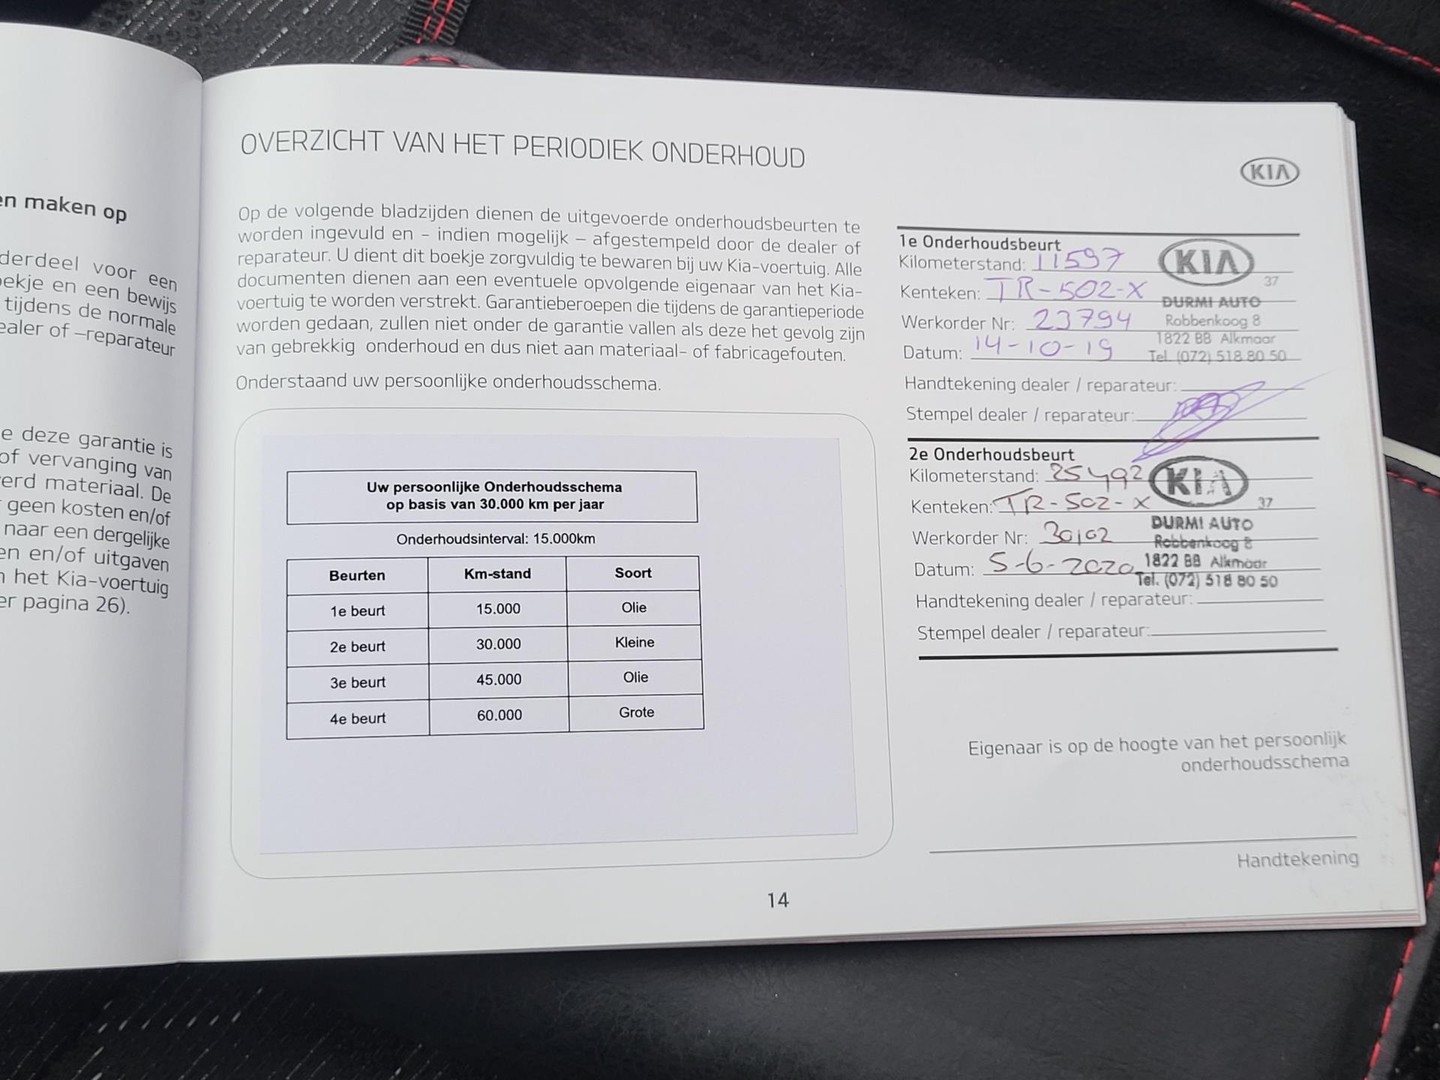 en maken op
derdeel voor een
ekje en een bewijs
tijdens de normale
ealer of –reparateur
e deze garantie is
of vervanging van
erd materiaal. De
geen kosten en/of
naar een dergelijke
en en/of uitgaven
het Kia-voertuig
er pagina 26).
OVERZICHT VAN HET PERIODIEK ONDERHOUD
KIA
Op de volgende bladzijden dienen de uitgevoerde onderhoudsbeurten te
worden ingevuld en - indien mogelijk – afgestempeld door de dealer of
reparateur. U dient dit boekje zorgvuldig te bewaren bij uw Kia-voertuig. Alle
documenten dienen aan een eventuele opvolgende eigenaar van het Kia-
voertuig te worden verstrekt. Garantieberoepen die tijdens de garantieperiode
worden gedaan, zullen niet onder de garantie vallen als deze het gevolg zijn
van gebrekkig onderhoud en dus niet aan materiaal- of fabricagefouten.
Onderstaand uw persoonlijke onderhoudsschema.
Uw persoonlijke Onderhoudsschema
op basis van 30.000 km per jaar
Onderhoudsinterval: 15.000km
Beurten Km-stand Soort
1e beurt 15.000 Olie
2e beurt 30.000 Kleine
3e beurt 45.000 Olie
4e beurt 60.000 Grote
1e Onderhoudsbeurt
Kilometerstand: 11597
Kenteken: TR-502-X
Werkorder Nr: 23794
Datum: 14-10-19
Handtekening dealer / reparateur:
Stempel dealer / reparateur:
KIA
37
DURMI AUTO
Robbenkoog 8
1822 BB Alkmaar
Tel. (072) 518 80 50
2e Onderhoudsbeurt
Kilometerstand: 25492
Kenteken: TR-502-X
Werkorder Nr: 30102
Datum: 5-6-2020
Handtekening dealer / reparateur:
Stempel dealer / reparateur:
KIA
37
DURMI AUTO
Robbenkoog 8
1822 BB Alkmaar
Tel. (072) 518 80 50
Eigenaar is op de hoogte van het persoonlijk
onderhoudsschema
Handtekening
14